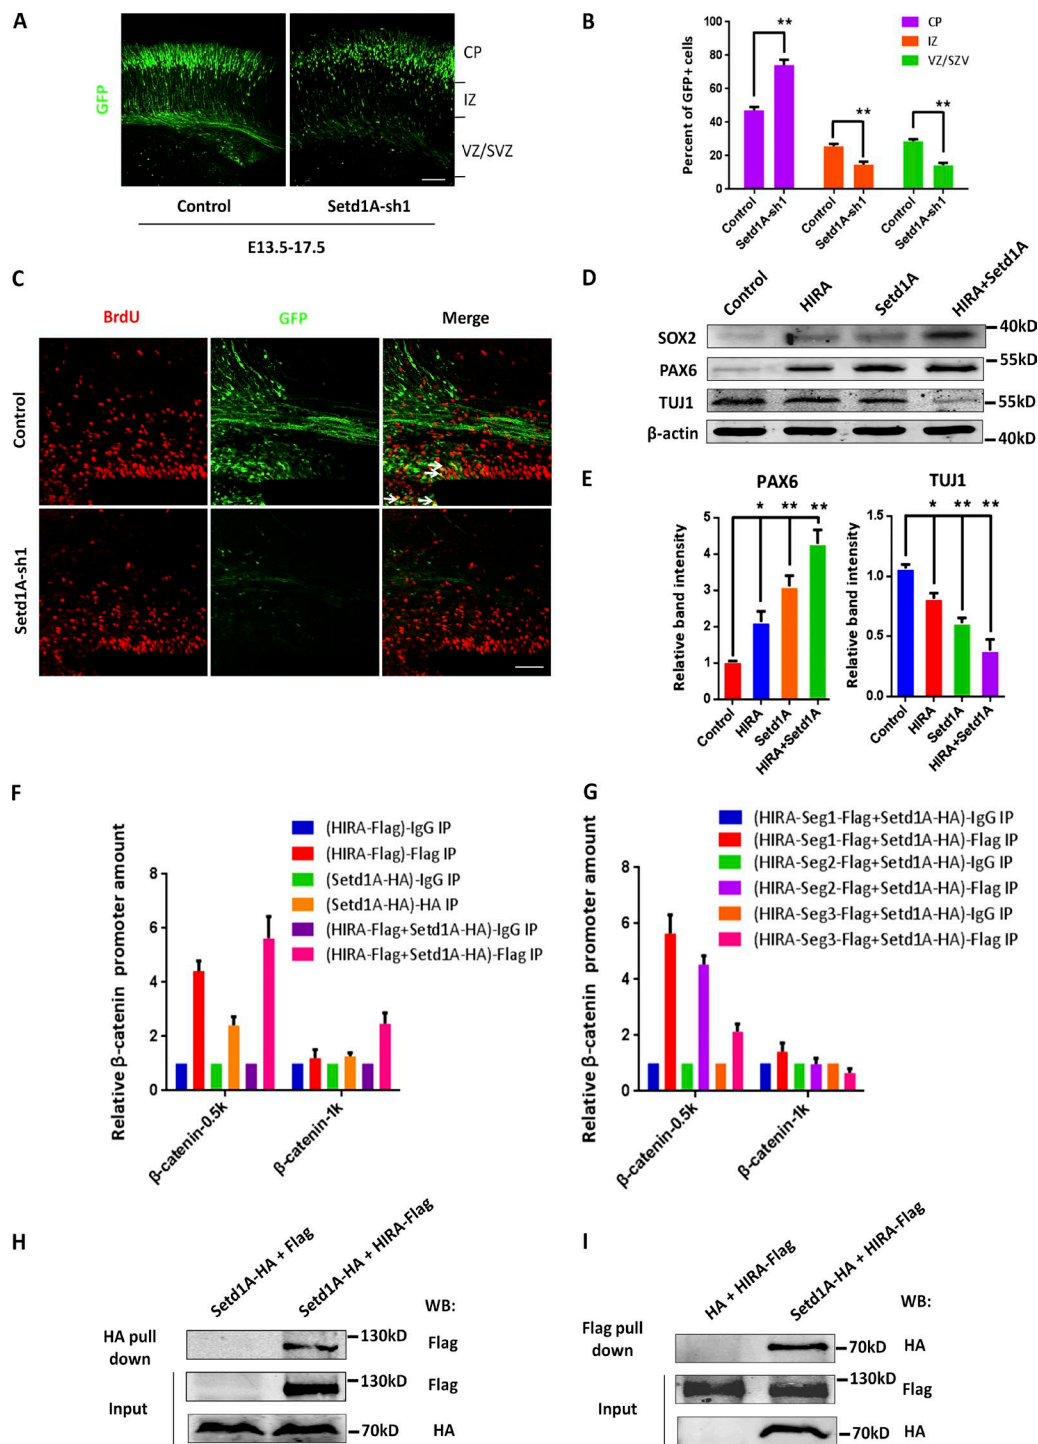 A
GFP
CP
IZ
VZ/SVZ
Control
Setd1A-sh1
E13.5-17.5
B
Percent of GFP+ cells
100
80
60
40
20
0
**
**
**
CP
IZ
VZ/SZV
Control
Setd1A-sh1
Control
Setd1A-sh1
Control
Setd1A-sh1
C
BrdU
GFP
Merge
Control
Setd1A-sh1
D
Control
HIRA
Setd1A
HIRA+Setd1A
SOX2
40kD
PAX6
55kD
TUJ1
55kD
β-actin
40kD
E
PAX6
Relative band intensity
5
4
3
2
1
0
* ** **
Control
HIRA
Setd1A
HIRA+Setd1A
TUJ1
Relative band intensity
1.5
1.0
0.5
0.0
* ** **
Control
HIRA
Setd1A
HIRA+Setd1A
F
Relative β-catenin promoter amount
8
6
4
2
0
(HIRA-Flag)-IgG IP
(HIRA-Flag)-Flag IP
(Setd1A-HA)-IgG IP
(Setd1A-HA)-HA IP
(HIRA-Flag+Setd1A-HA)-IgG IP
(HIRA-Flag+Setd1A-HA)-Flag IP
β-catenin-0.5k
β-catenin-1k
G
Relative β-catenin promoter amount
8
6
4
2
0
(HIRA-Seg1-Flag+Setd1A-HA)-IgG IP
(HIRA-Seg1-Flag+Setd1A-HA)-Flag IP
(HIRA-Seg2-Flag+Setd1A-HA)-IgG IP
(HIRA-Seg2-Flag+Setd1A-HA)-Flag IP
(HIRA-Seg3-Flag+Setd1A-HA)-IgG IP
(HIRA-Seg3-Flag+Setd1A-HA)-Flag IP
β-catenin-0.5k
β-catenin-1k
H
Setd1A-HA + Flag
Setd1A-HA + HIRA-Flag
WB:
HA pull
down
130kD
Flag
Input
130kD
Flag
70kD
HA
I
HA + HIRA-Flag
Setd1A-HA + HIRA-Flag
WB:
Flag pull
down
70kD
HA
Input
130kD
Flag
70kD
HA